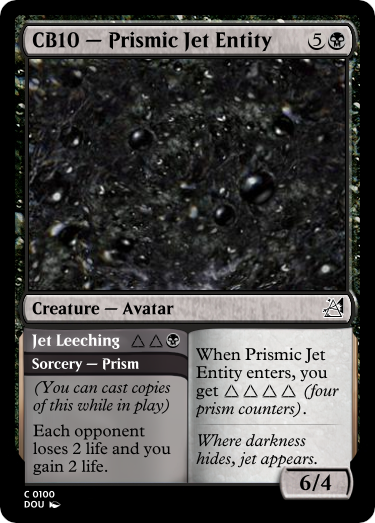 CB10 — Prismic Jet Entity 5
Creature — Avatar
Jet Leeching △△
Sorcery — Prism
(You can cast copies
of this while in play)
Each opponent
loses 2 life and you
gain 2 life.
When Prismic Jet
Entity enters, you
get △△△△ (four
prism counters).
Where darkness
hides, jet appears.
6/4
C 0100
DOU